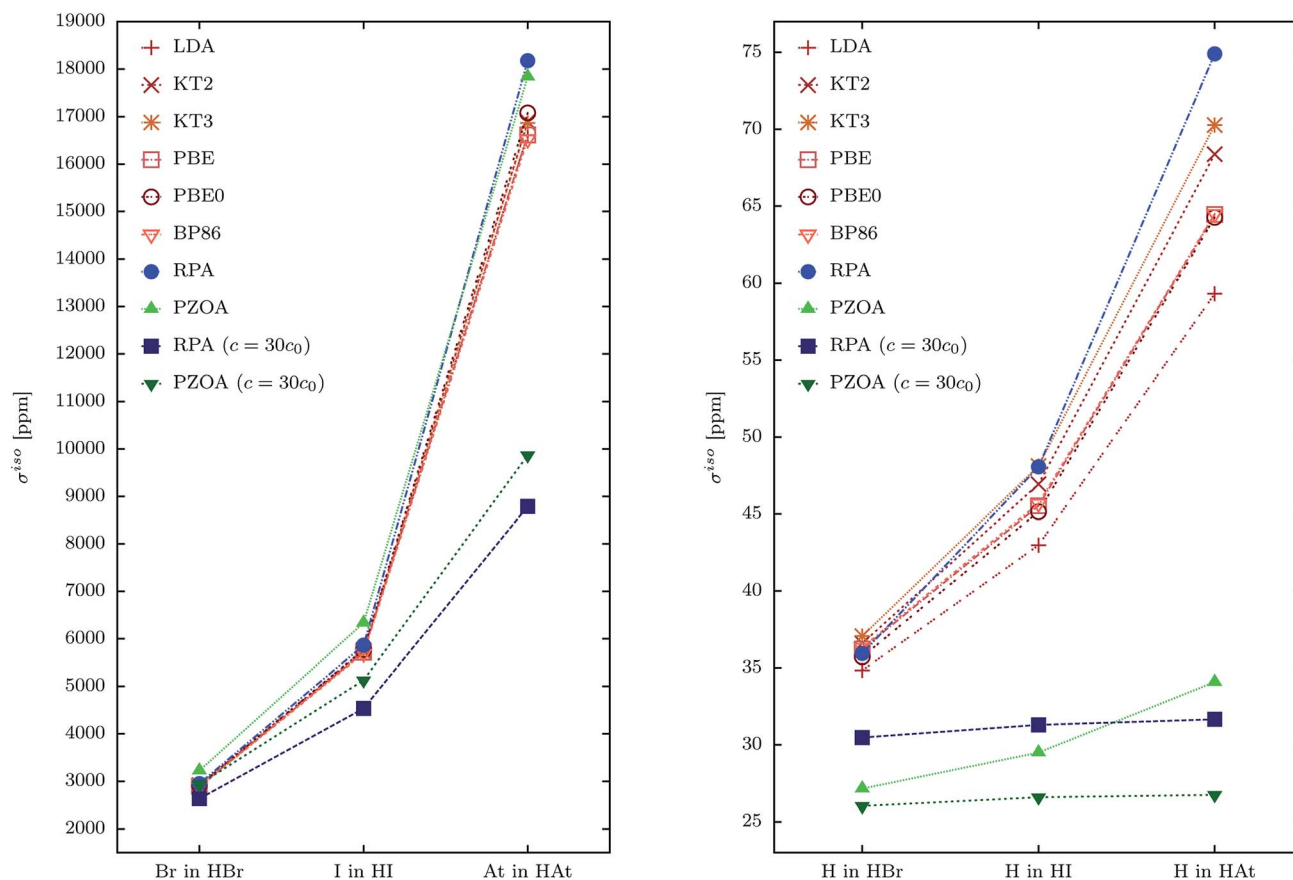 19000
18000
17000
16000
15000
14000
13000
12000
11000
10000
9000
8000
7000
6000
5000
4000
3000
2000
σ^iso [ppm]
LDA
KT2
KT3
PBE
PBE0
BP86
RPA
PZOA
RPA (c = 30c₀)
PZOA (c = 30c₀)
Br in HBr
I in HI
At in HAt
75
70
65
60
55
50
45
40
35
30
25
σ^iso [ppm]
LDA
KT2
KT3
PBE
PBE0
BP86
RPA
PZOA
RPA (c = 30c₀)
PZOA (c = 30c₀)
H in HBr
H in HI
H in HAt